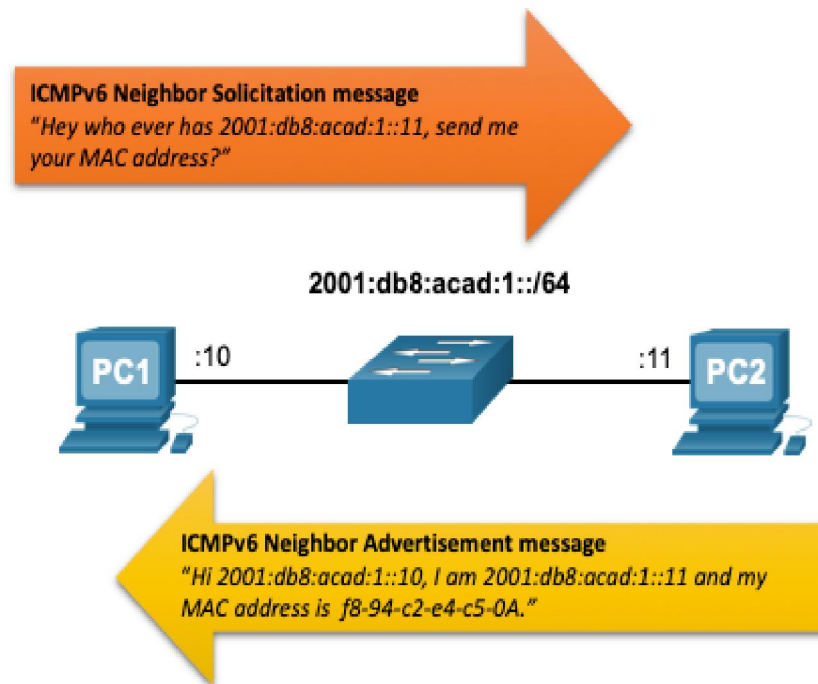 ICMPv6 Neighbor Solicitation message
"Hey who ever has 2001:db8:acad:1::11, send me
your MAC address?"
2001:db8:acad:1::/64
PC1
:10
:11
PC2
ICMPv6 Neighbor Advertisement message
"Hi 2001:db8:acad:1::10, I am 2001:db8:acad:1::11 and my
MAC address is f8-94-c2-e4-c5-0A."